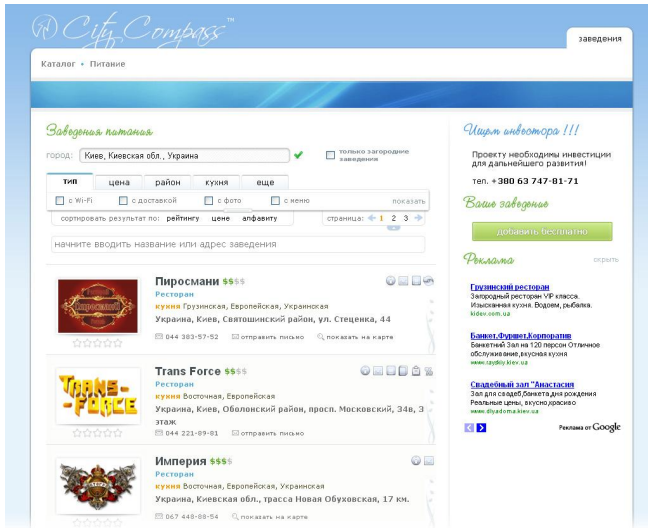 City Compass™
заведения
Каталог • Питание
Заведения питания
город: Киев, Киевская обл., Украина
только загородние
заведения
тип цена район кухня еще
с Wi-Fi с доставкой с фото с меню показать
сортировать результат по: рейтингу цене алфавиту
страница: 1 2 3
начните вводить название или адрес заведения
Пиросмани $$$$
Ресторан
кухня Грузинская, Европейская, Украинская
Украина, Киев, Святошинский район, ул. Стеценка, 44
044 383-57-52 отправить письмо показать на карте
TRANS-
FORCE
Trans Force $$$$
Ресторан
кухня Восточная, Европейская
Украина, Киев, Оболонский район, просп. Московский, 34в, 3
этаж
044 221-89-81 отправить письмо
Империя $$$$
Ресторан
кухня Восточная, Европейская, Украинская
Украина, Киевская обл., трасса Новая Обуховская, 17 км.
067 448-88-54 показать на карте
Ищем инвестора !!!
Проекту необходимы инвестиции
для дальнейшего развития!
тел. +380 63 747-81-71
Ваше заведение
добавить бесплатно
Реклама скрыть
Грузинский ресторан
Загородный ресторан VIP класса.
Изысканная кухня. Водоем, рыбалка.
kidev.com.ua
Банкет,Фуршет,Корпоратив
Банкетный Зал на 120 персон Отличное
обслуживание,вкусная кухня
www.rayskiy.kiev.ua
Свадебный зал "Анастасия
Зал для свадеб,банкета,дня рождения
Реальные цены, вкусно,красиво
www.diyadoma.kiev.ua
Реклама от Google